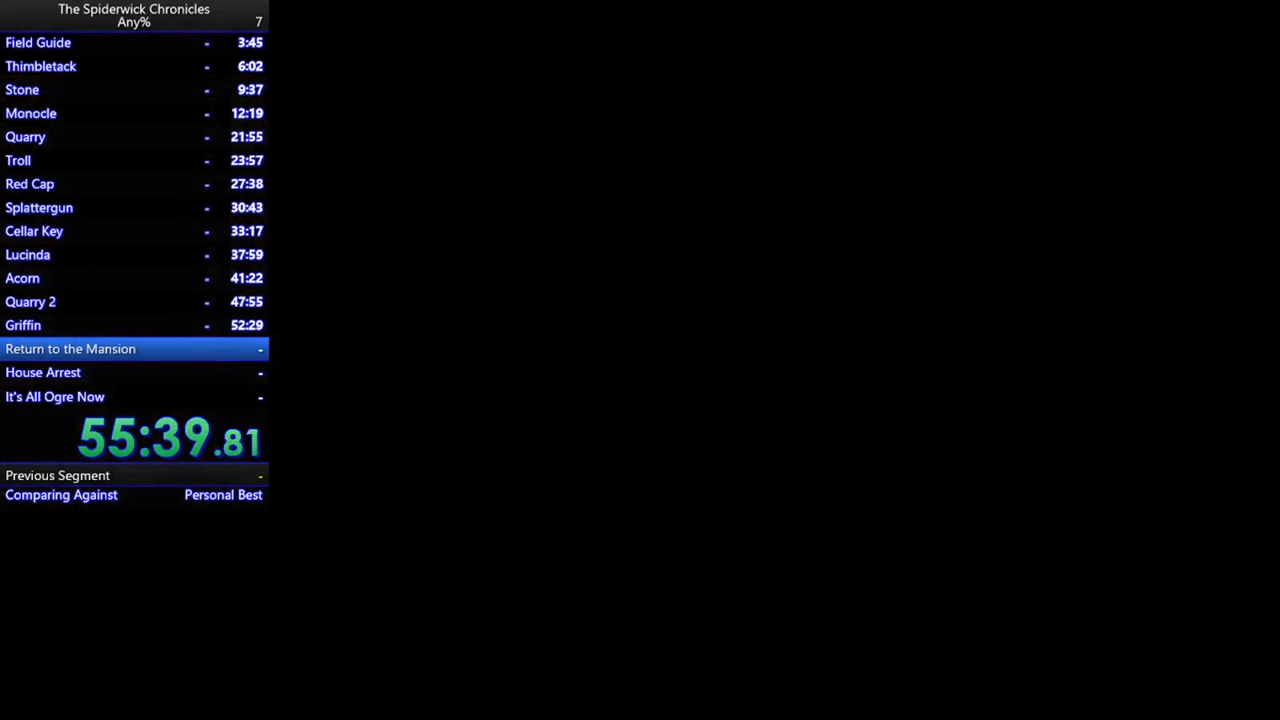 The Spiderwick Chronicles
Any% 7
Field Guide - 3:45
Thimbletack - 6:02
Stone - 9:37
Monocle - 12:19
Quarry - 21:55
Troll - 23:57
Red Cap - 27:38
Splattergun - 30:43
Cellar Key - 33:17
Lucinda - 37:59
Acorn - 41:22
Quarry 2 - 47:55
Griffin - 52:29
Return to the Mansion -
House Arrest -
It's All Ogre Now -
55:39.81
Previous Segment -
Comparing Against Personal Best